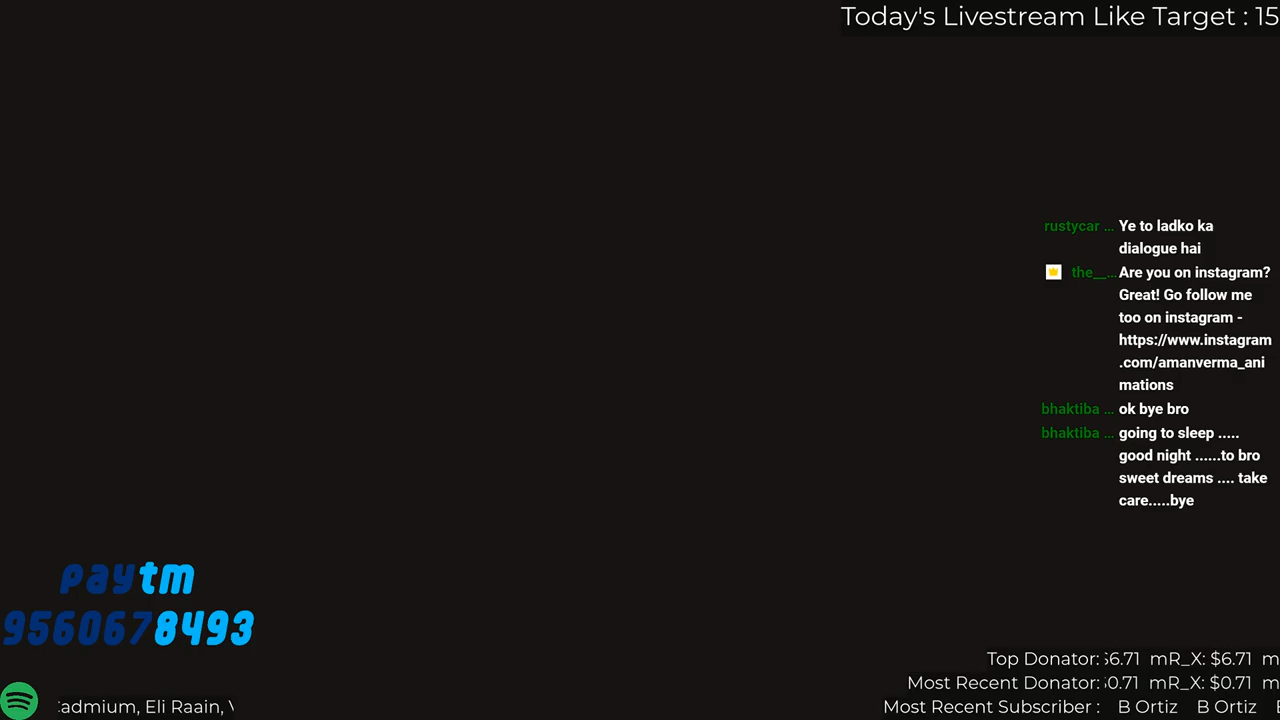 Today's Livestream Like Target : 15
rustycar ... Ye to ladko ka
dialogue hai
the__... Are you on instagram?
Great! Go follow me
too on instagram -
https://www.instagram
.com/amanverma_ani
mations
bhaktiba ... ok bye bro
bhaktiba ... going to sleep .....
good night ......to bro
sweet dreams .... take
care.....bye
paytm
9560678493
Top Donator: $6.71 mR_X: $6.71 m
Most Recent Donator: 0.71 mR_X: $0.71 m
Most Recent Subscriber : B Ortiz B Ortiz
Cadmium, Eli Raain,